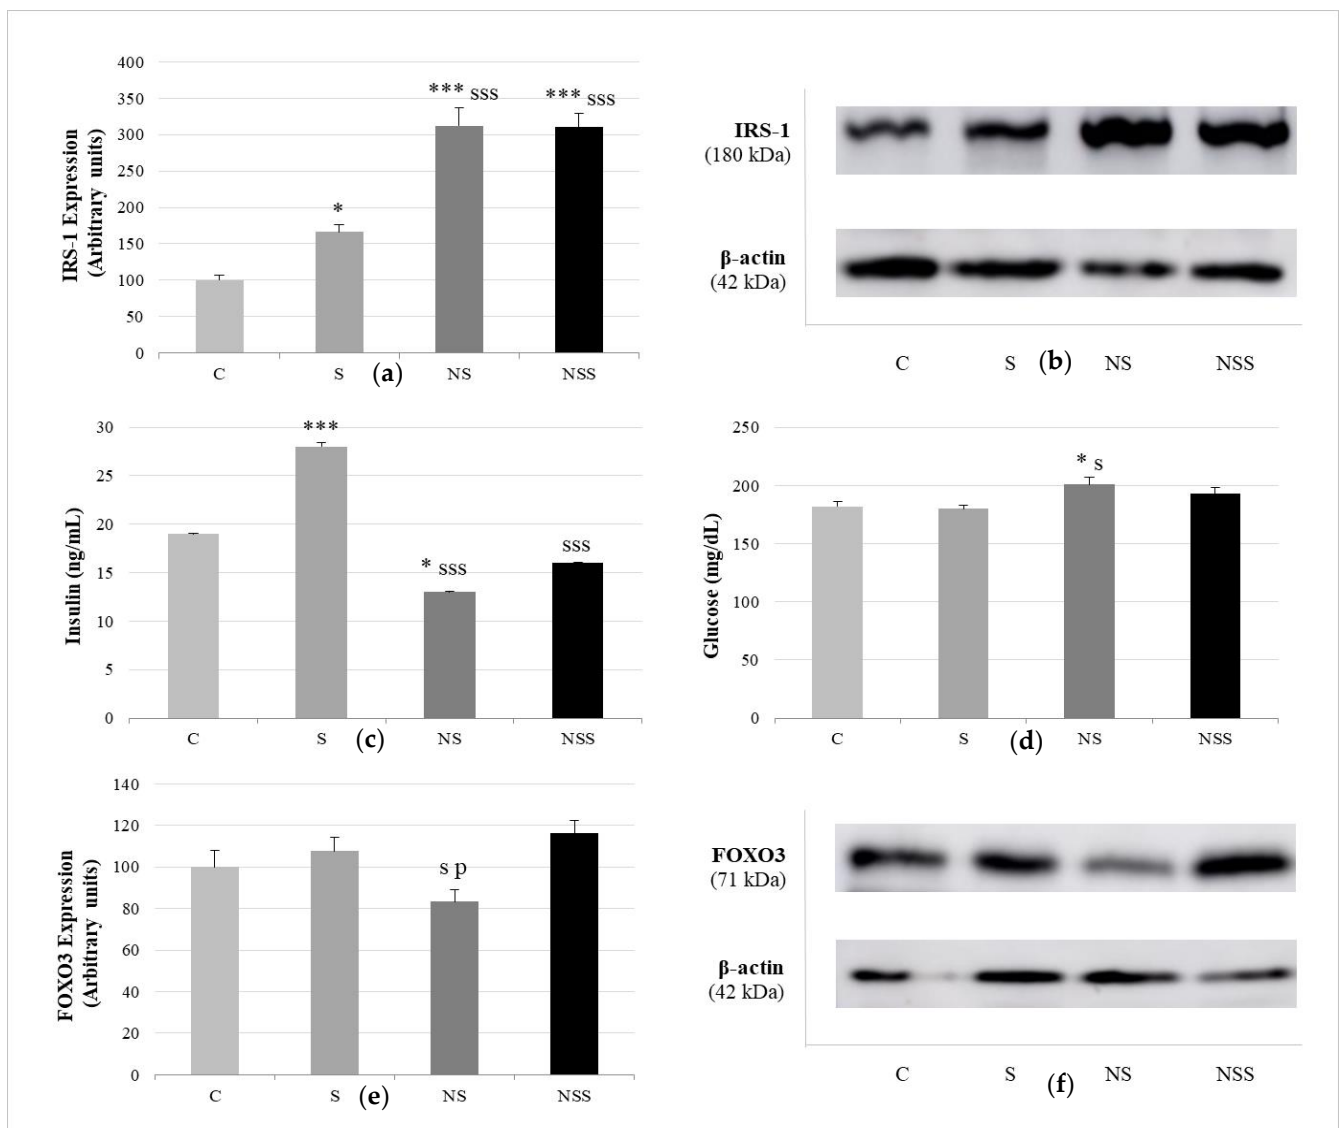 400
350
300
250
200
150
100
50
0
IRS-1 Expression
(Arbitrary units)
*
*** sss
*** sss
C S NS NSS
(a)
IRS-1
(180 kDa)
β-actin
(42 kDa)
C S NS NSS
(b)
30
25
20
15
10
5
0
Insulin (ng/mL)
***
* sss
sss
C S NS NSS
(c)
250
200
150
100
50
0
Glucose (mg/dL)
* s
C S NS NSS
(d)
140
120
100
80
60
40
20
0
FOXO3 Expression
(Arbitrary units)
s p
C S NS NSS
(e)
FOXO3
(71 kDa)
β-actin
(42 kDa)
C S NS NSS
(f)